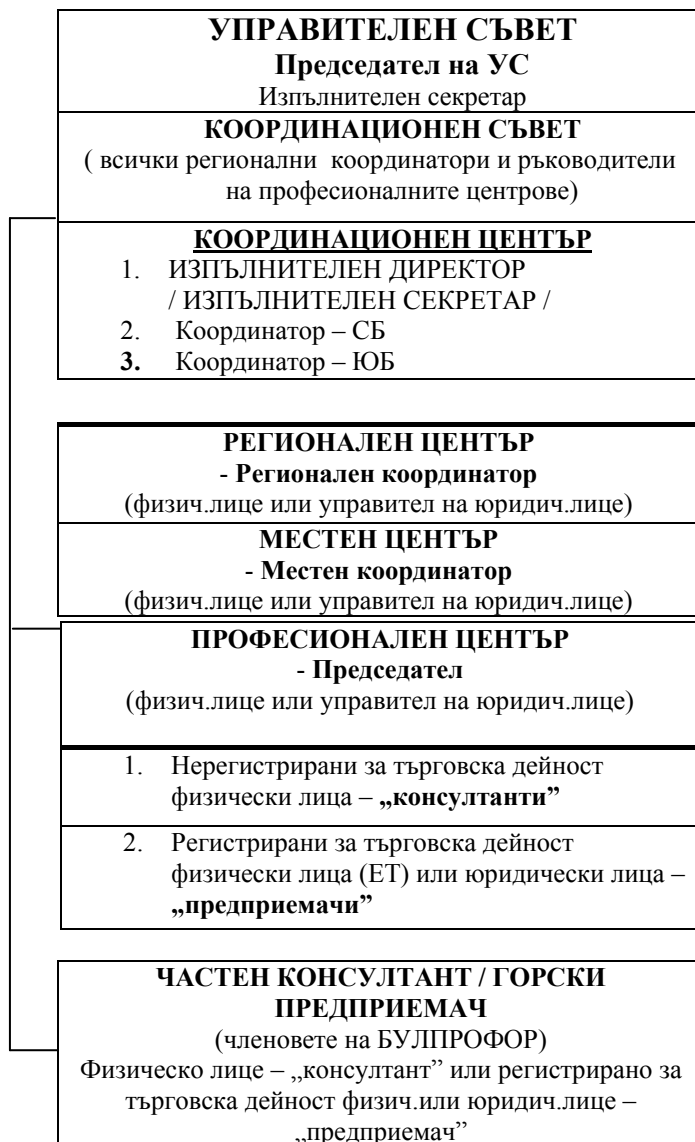 УПРАВИТЕЛЕН СЪВЕТ
Председател на УС
Изпълнителен секретар
КООРДИНАЦИОНЕН СЪВЕТ
( всички регионални координатори и ръководители
на професионалните центрове)
КООРДИНАЦИОНЕН ЦЕНТЪР
1. ИЗПЪЛНИТЕЛЕН ДИРЕКТОР
/ ИЗПЪЛНИТЕЛЕН СЕКРЕТАР /
2. Координатор – СБ
3. Координатор – ЮБ
РЕГИОНАЛЕН ЦЕНТЪР
- Регионален координатор
(физич.лице или управител на юридич.лице)
МЕСТЕН ЦЕНТЪР
- Местен координатор
(физич.лице или управител на юридич.лице)
ПРОФЕСИОНАЛЕН ЦЕНТЪР
- Председател
(физич.лице или управител на юридич.лице)
1. Нерегистрирани за търговска дейност
физически лица – „консултанти”
2. Регистрирани за търговска дейност
физически лица (ЕТ) или юридически лица –
„предприемачи”
ЧАСТЕН КОНСУЛТАНТ / ГОРСКИ
ПРЕДПРИЕМАЧ
(членовете на БУЛПРОФОР)
Физическо лице – „консултант” или регистрирано за
търговска дейност физич.или юридич.лице –
„предприемач”